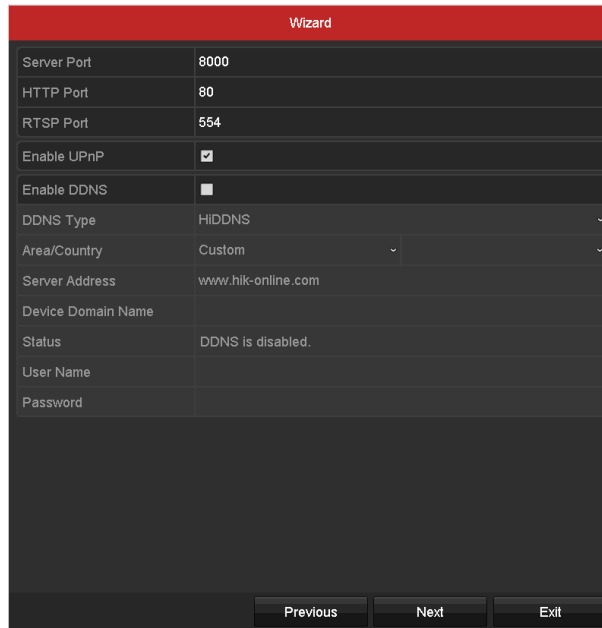 Wizard
Server Port 8000
HTTP Port 80
RTSP Port 554
Enable UPnP
Enable DDNS
DDNS Type HiDDNS
Area/Country Custom
Server Address www.hik-online.com
Device Domain Name
Status DDNS is disabled.
User Name
Password
Previous Next Exit